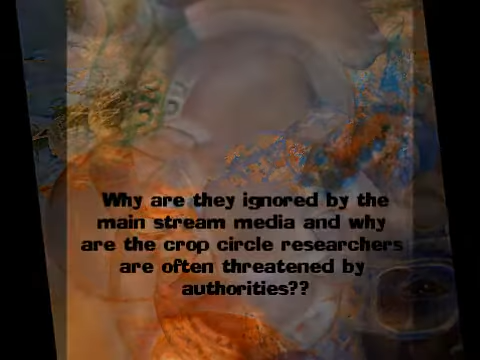 Why are they ignored by the
main stream media and why
are the crop circle researchers
are often threatened by
authorities??